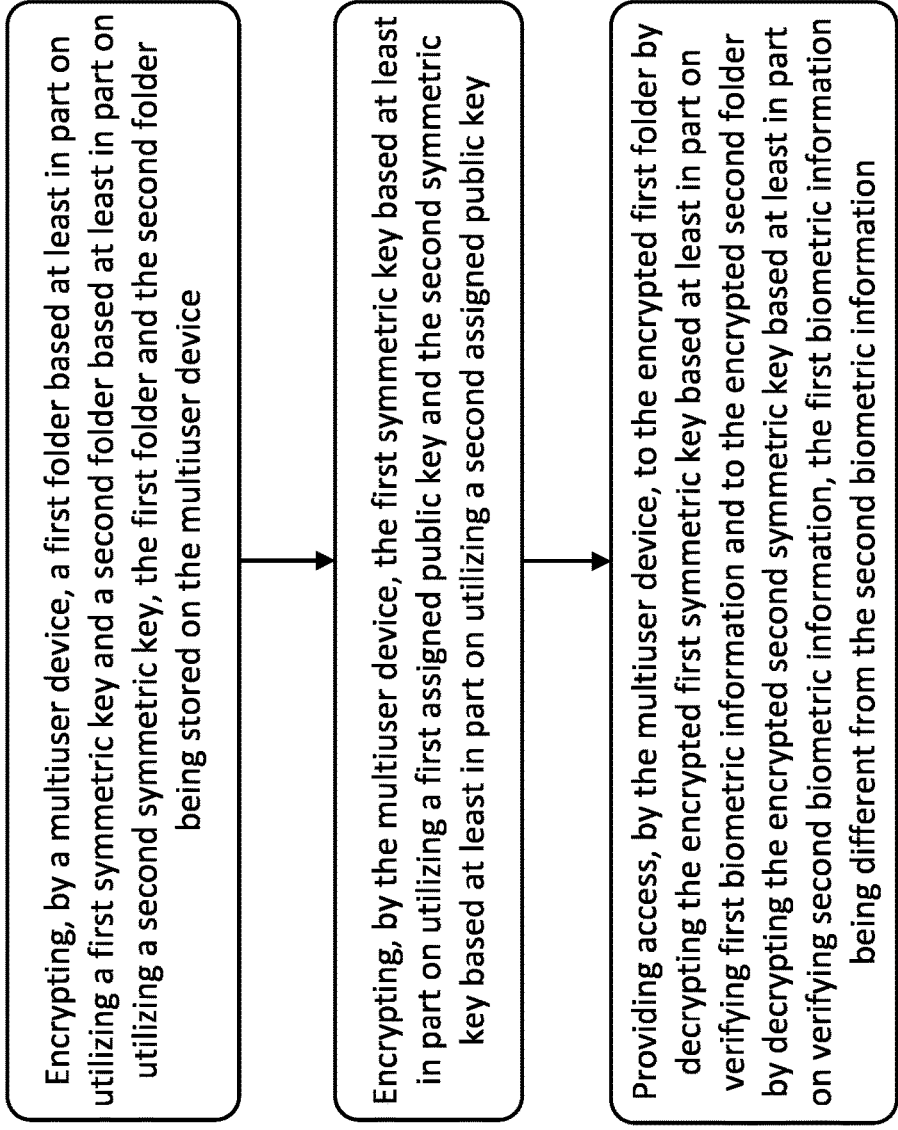 Encrypting, by a multiuser device, a first folder based at least in part on
utilizing a first symmetric key and a second folder based at least in part on
utilizing a second symmetric key, the first folder and the second folder
being stored on the multiuser device
Encrypting, by the multiuser device, the first symmetric key based at least
in part on utilizing a first assigned public key and the second symmetric
key based at least in part on utilizing a second assigned public key
Providing access, by the multiuser device, to the encrypted first folder by
decrypting the encrypted first symmetric key based at least in part on
verifying first biometric information and to the encrypted second folder
by decrypting the encrypted second symmetric key based at least in part
on verifying second biometric information, the first biometric information
being different from the second biometric information